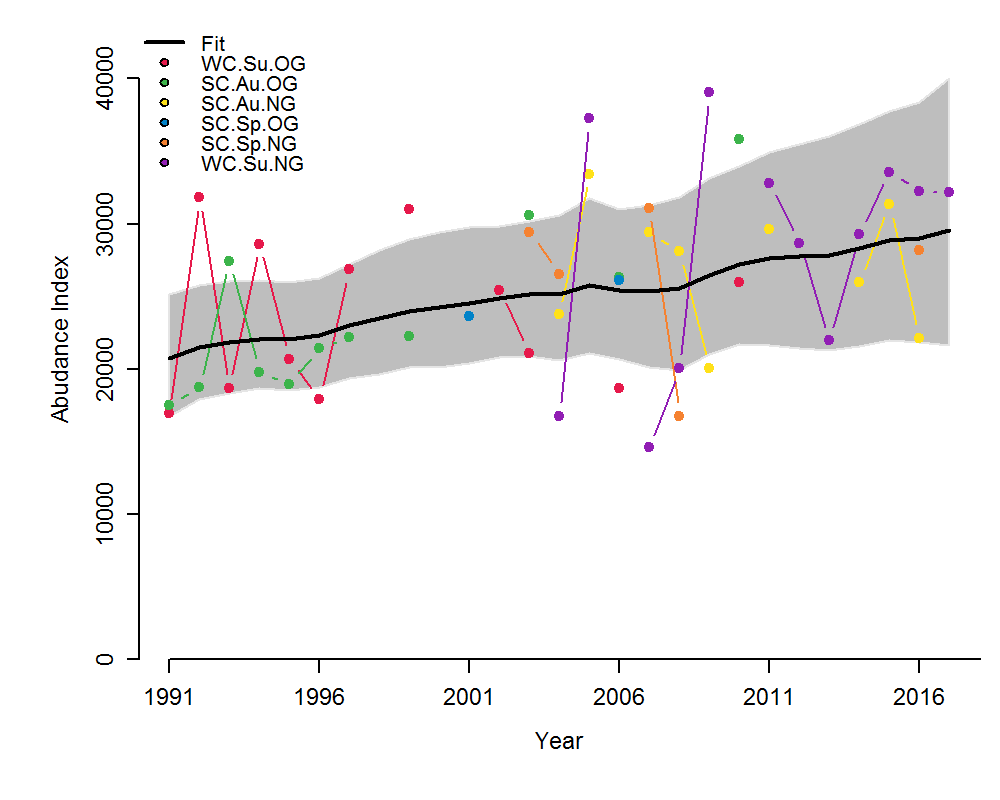 Fit
WC.Su.OG
SC.Au.OG
SC.Au.NG
SC.Sp.OG
SC.Sp.NG
WC.Su.NG
Abudance Index
40000
30000
20000
10000
0
1991 1996 2001 2006 2011 2016
Year